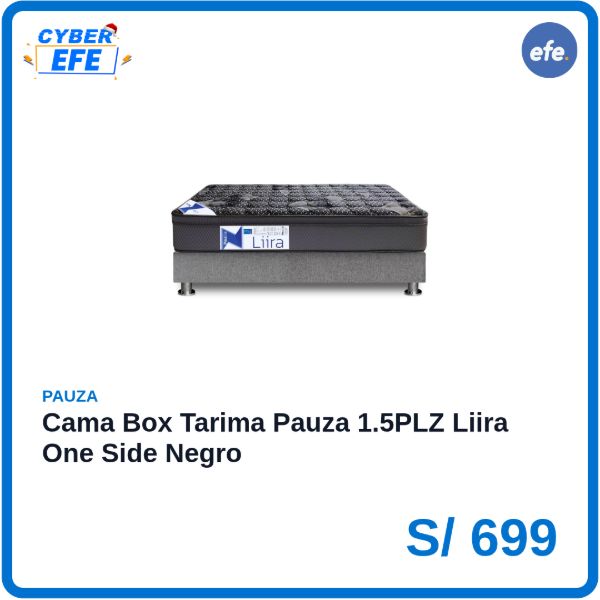 CYBER
EFE
efe.
Liira
PAUZA
Cama Box Tarima Pauza 1.5PLZ Liira
One Side Negro
S/ 699